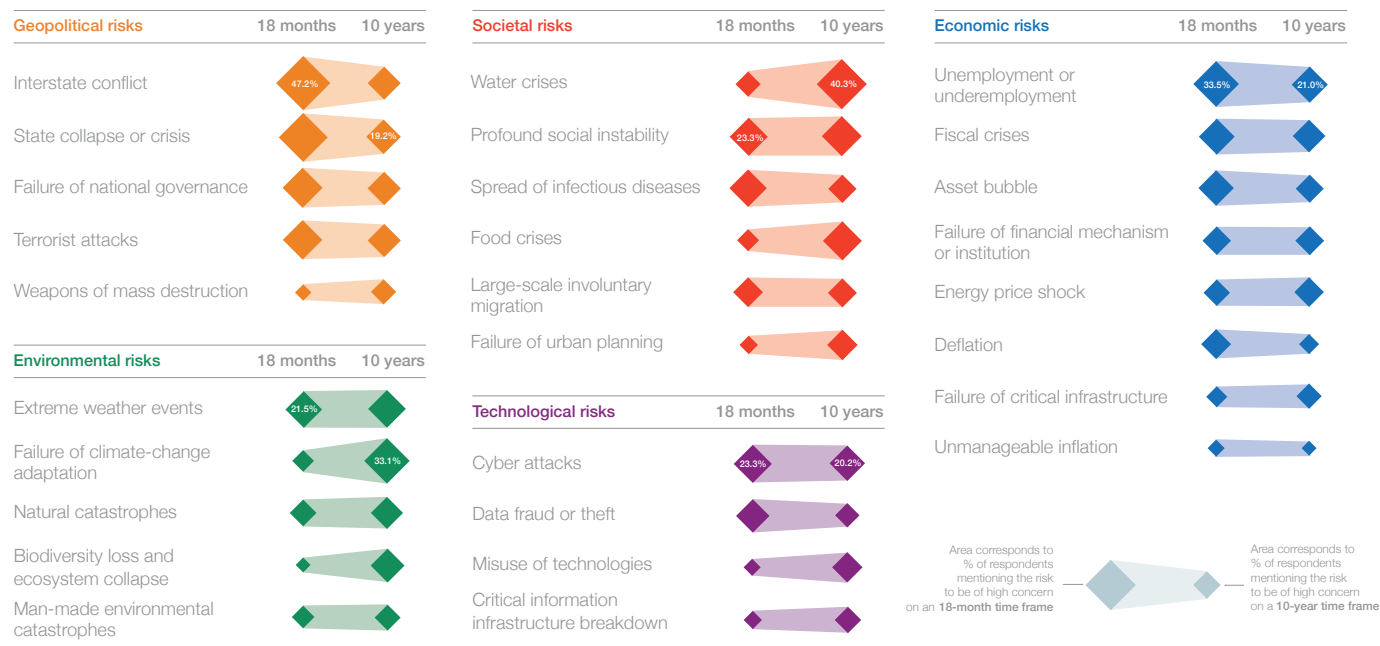 Geopolitical risks 18 months 10 years
Interstate conflict 47.2%
State collapse or crisis 19.2%
Failure of national governance
Terrorist attacks
Weapons of mass destruction
Environmental risks 18 months 10 years
Extreme weather events 21.5%
Failure of climate-change
adaptation 33.1%
Natural catastrophes
Biodiversity loss and
ecosystem collapse
Man-made environmental
catastrophes
Societal risks 18 months 10 years
Water crises 40.3%
Profound social instability 23.3%
Spread of infectious diseases
Food crises
Large-scale involuntary
migration
Failure of urban planning
Technological risks 18 months 10 years
Cyber attacks 23.3% 20.2%
Data fraud or theft
Misuse of technologies
Critical information
infrastructure breakdown
Economic risks 18 months 10 years
Unemployment or
underemployment 33.5% 21.0%
Fiscal crises
Asset bubble
Failure of financial mechanism
or institution
Energy price shock
Deflation
Failure of critical infrastructure
Unmanageable inflation
Area corresponds to
% of respondents
mentioning the risk
to be of high concern
on an 18-month time frame
Area corresponds to
% of respondents
mentioning the risk
to be of high concern
on a 10-year time frame